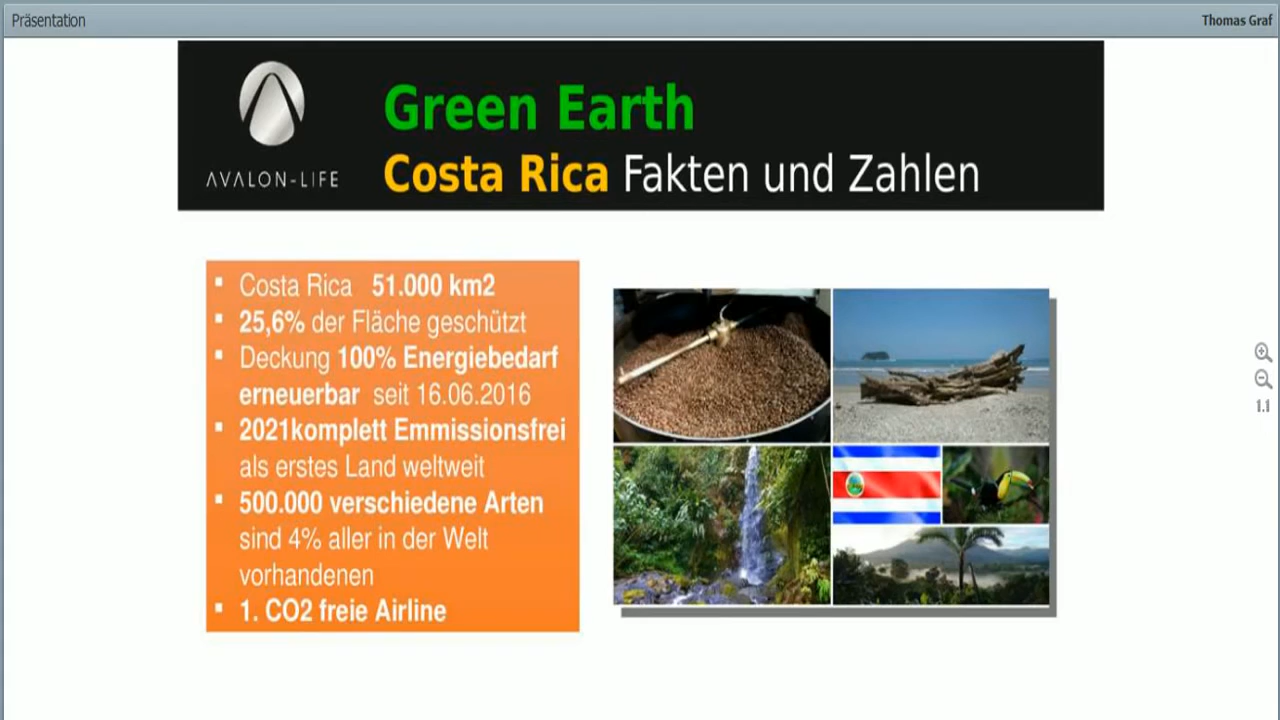 Präsentation
Thomas Graf
AVALON-LIFE
Green Earth
Costa Rica Fakten und Zahlen
▪ Costa Rica 51.000 km2
▪ 25,6% der Fläche geschützt
▪ Deckung 100% Energiebedarf
erneuerbar seit 16.06.2016
▪ 2021komplett Emmissionsfrei
als erstes Land weltweit
▪ 500.000 verschiedene Arten
sind 4% aller in der Welt
vorhandenen
▪ 1. CO2 freie Airline
1.1